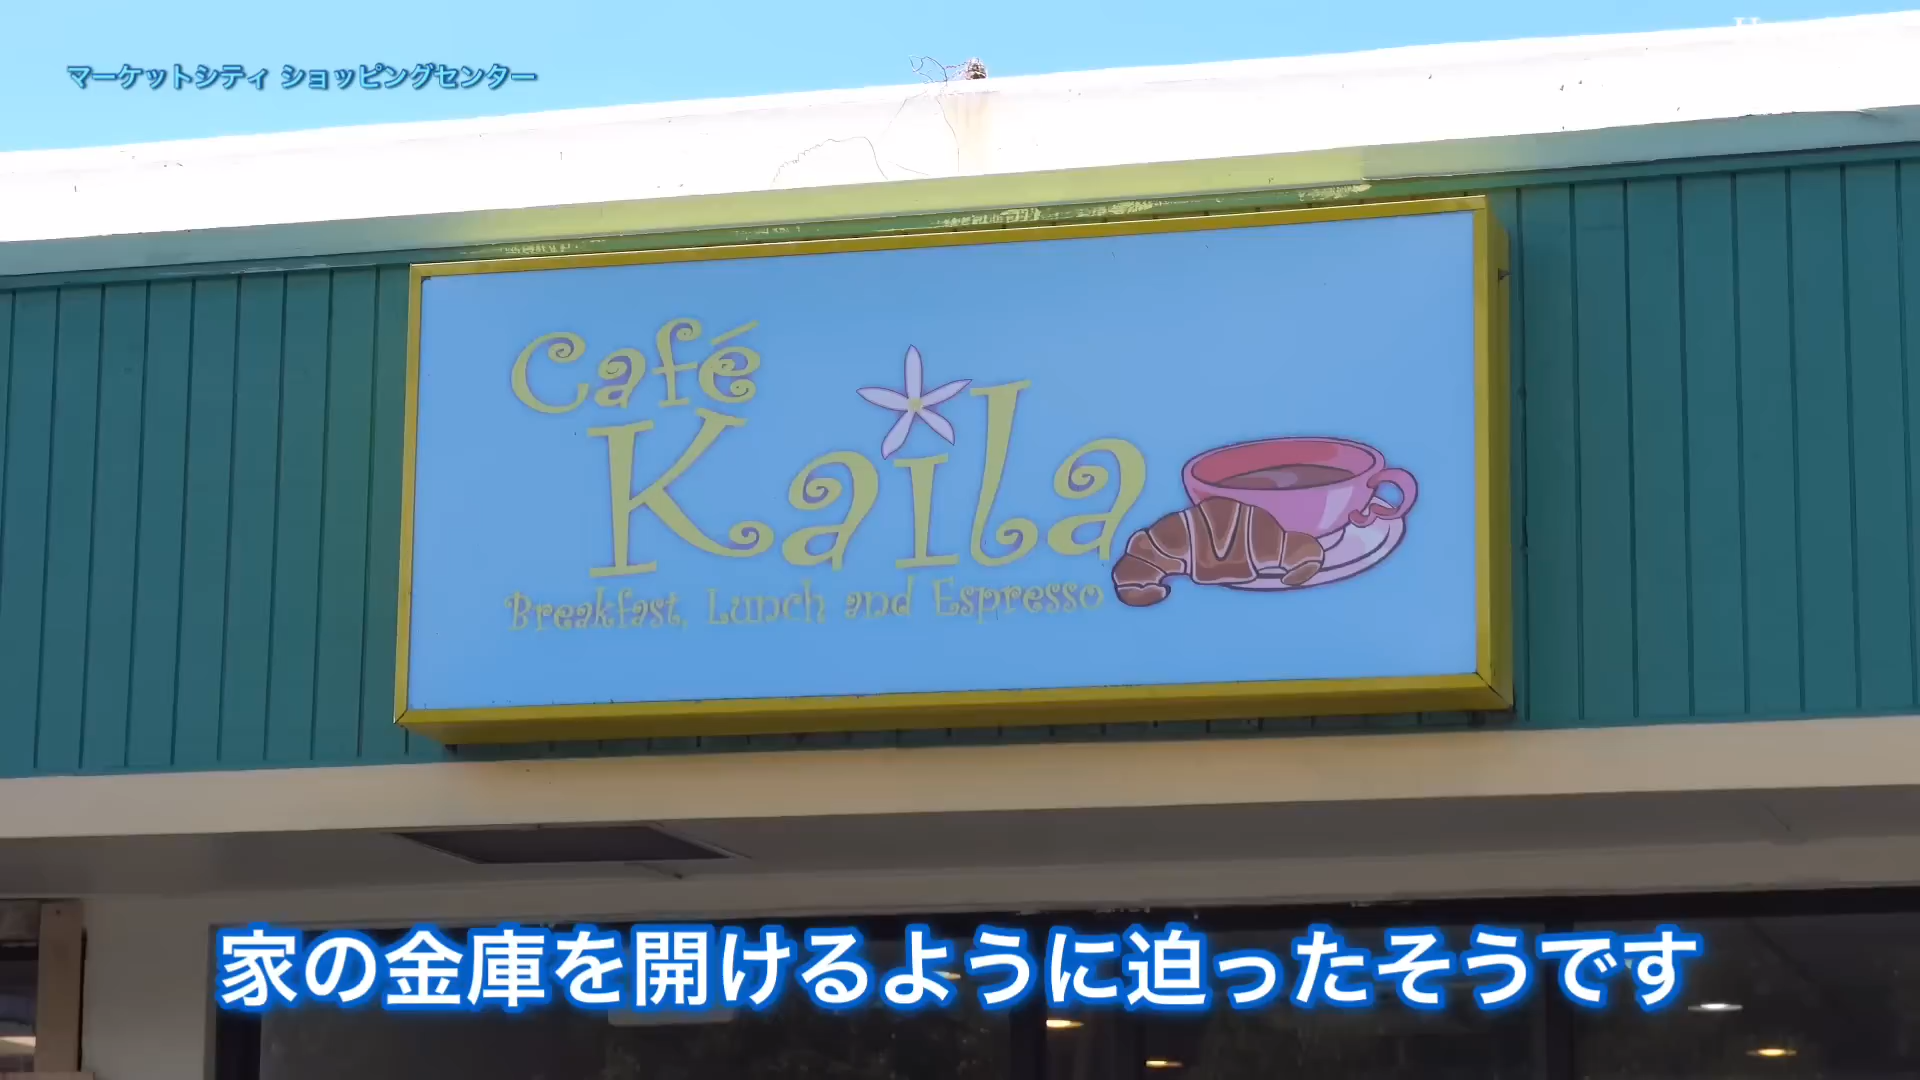 マーケットシティ ショッピングセンター
Café
Kaila
Breakfast, Lunch and Espresso
家の金庫を開けるように迫ったそうです